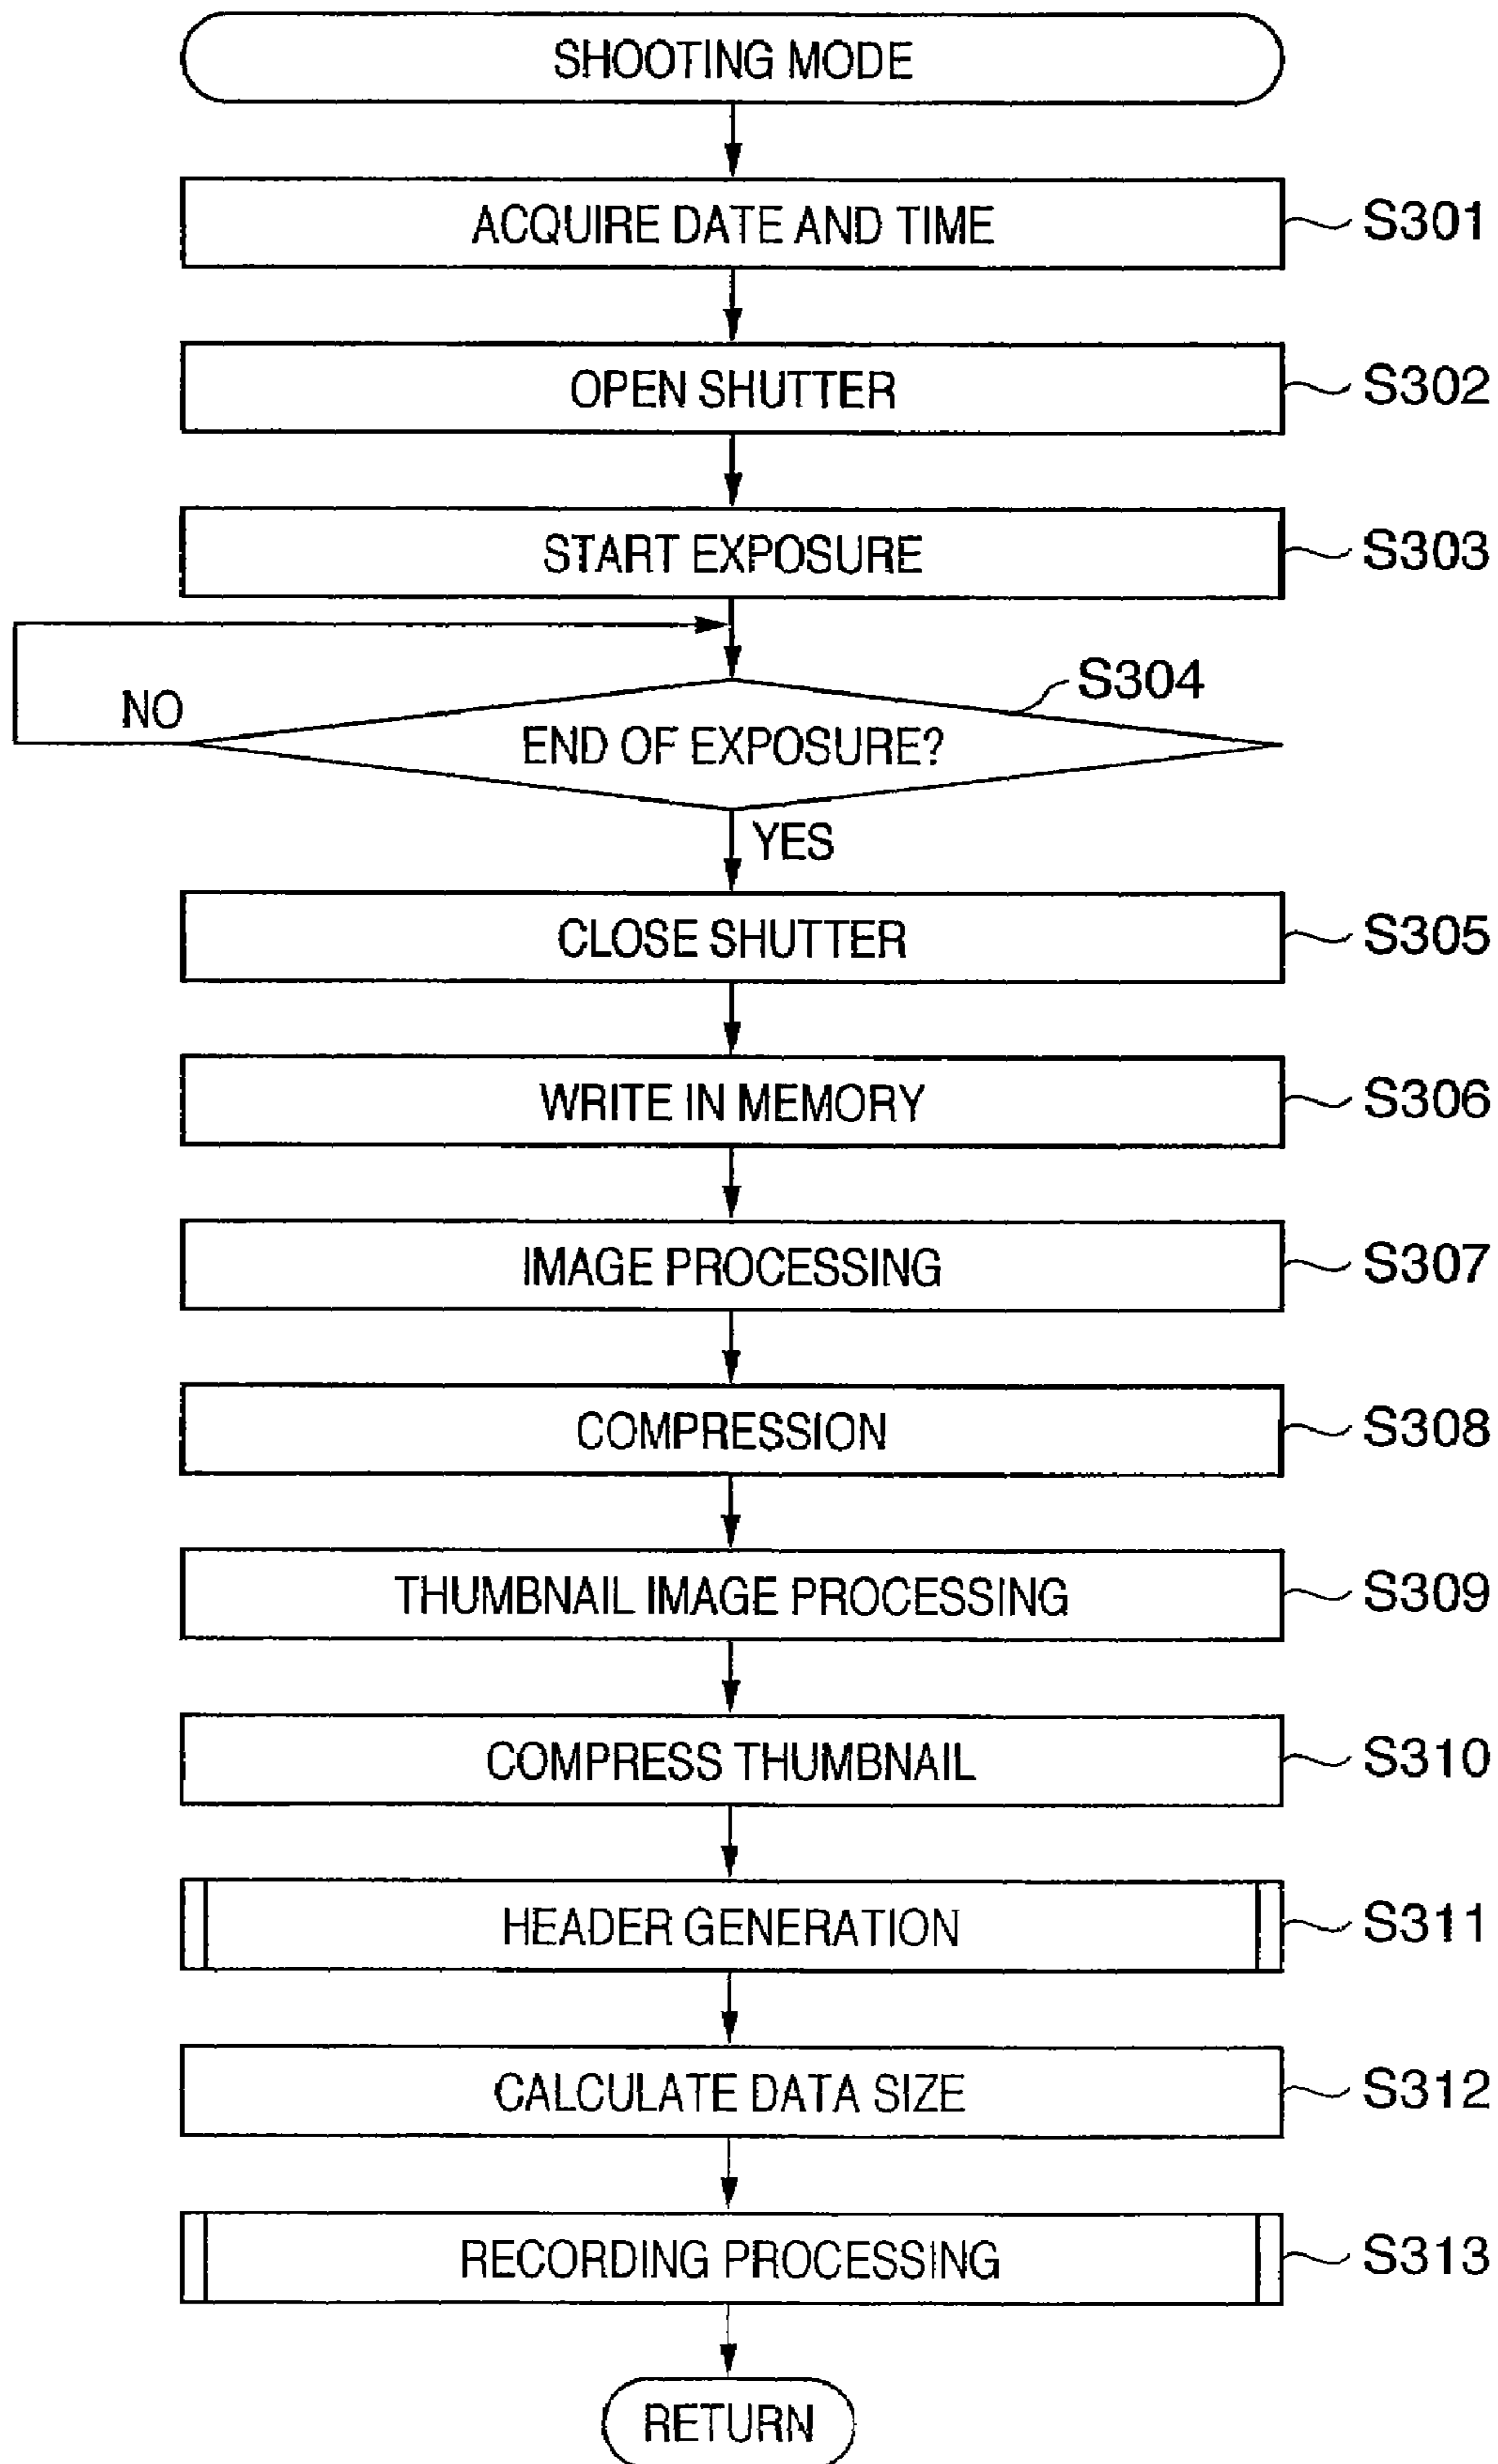 SHOOTING MODE
ACQUIRE DATE AND TIME
S301
OPEN SHUTTER
S302
START EXPOSURE
S303
S304
NO
END OF EXPOSURE?
YES
CLOSE SHUTTER
S305
WRITE IN MEMORY
S306
IMAGE PROCESSING
S307
COMPRESSION
S308
THUMBNAIL IMAGE PROCESSING
S309
COMPRESS THUMBNAIL
S310
HEADER GENERATION
S311
CALCULATE DATA SIZE
S312
RECORDING PROCESSING
S313
RETURN